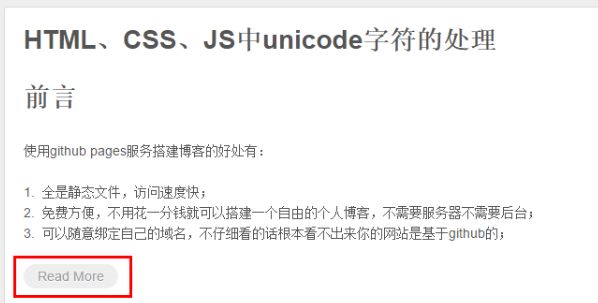 HTML、CSS、JS中unicode字符的处理
前言
使用github pages服务搭建博客的好处有：
1. 全是静态文件，访问速度快；
2. 免费方便，不用花一分钱就可以搭建一个自由的个人博客，不需要服务器不需要后台；
3. 可以随意绑定自己的域名，不仔细看的话根本看不出来你的网站是基于github的；
Read More